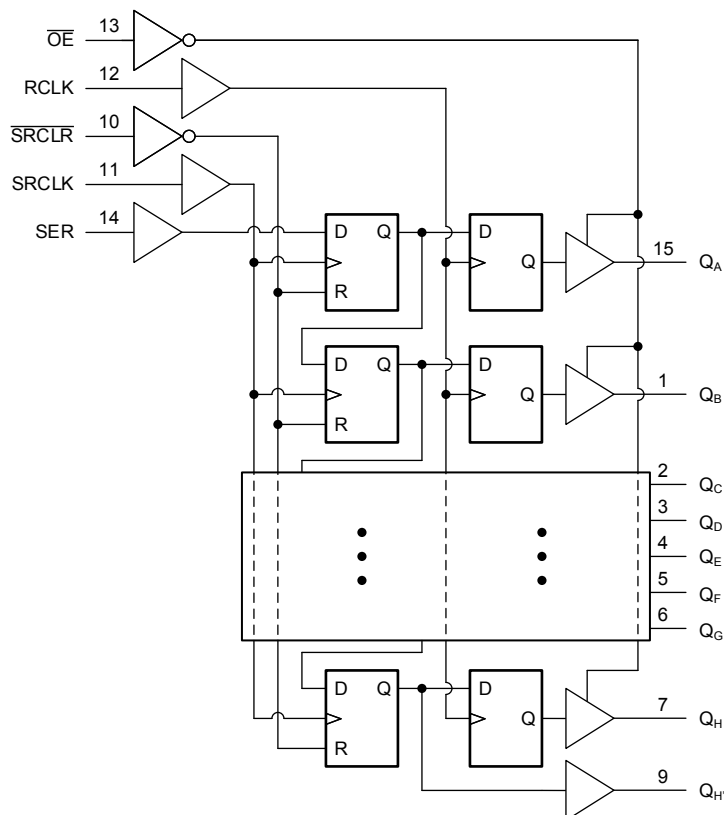 13
OE
12
RCLK
10
SRCLR
11
SRCLK
14
SER
D Q D
Q
R
15
QA
D Q D
Q
R
1
QB
2
QC
3
QD
4
QE
5
QF
6
QG
D Q D
Q
R
7
QH
9
QH'